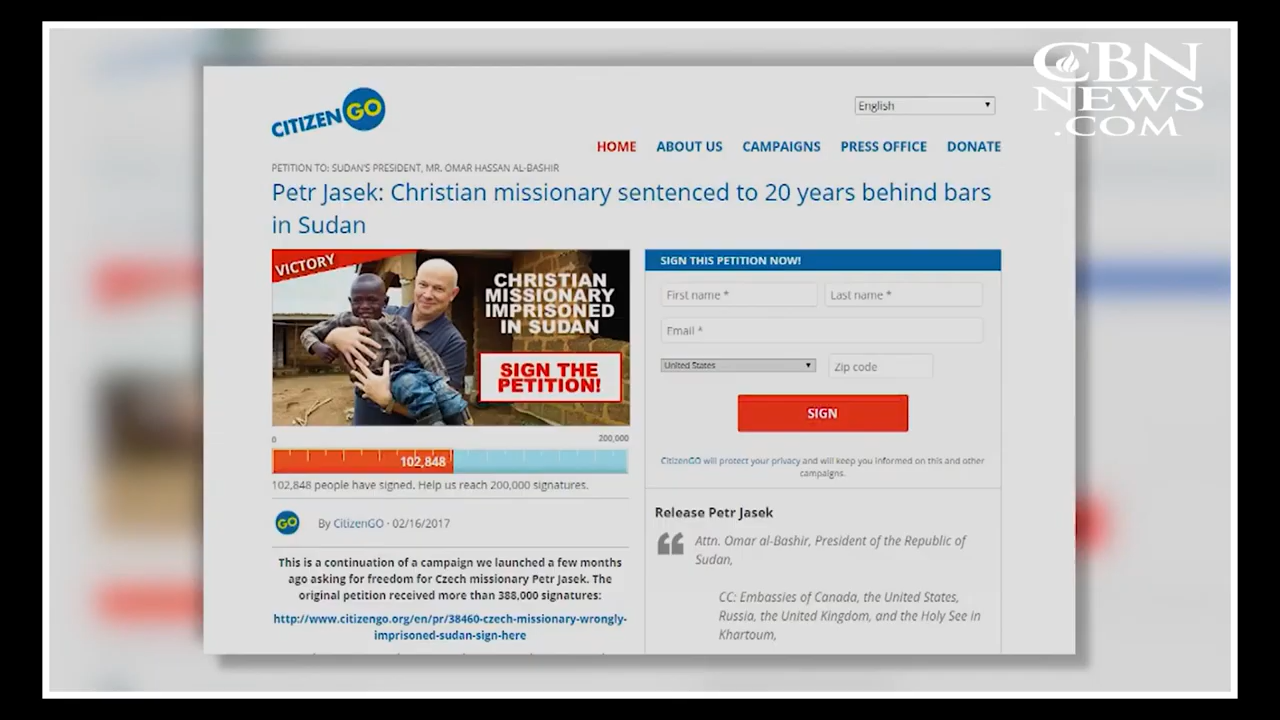 CBN
NEWS
.COM
CITIZENGO
English
HOME ABOUT US CAMPAIGNS PRESS OFFICE DONATE
PETITION TO: SUDAN'S PRESIDENT, MR. OMAR HASSAN AL-BASHIR
Petr Jasek: Christian missionary sentenced to 20 years behind bars
in Sudan
VICTORY
CHRISTIAN
MISSIONARY
IMPRISONED
IN SUDAN
SIGN THE
PETITION!
0 200,000
102,848
102,848 people have signed. Help us reach 200,000 signatures.
GO
By CitizenGO - 02/16/2017
This is a continuation of a campaign we launched a few months
ago asking for freedom for Czech missionary Petr Jasek. The
original petition received more than 388,000 signatures:
http://www.citizengo.org/en/pr/38460-czech-missionary-wrongly-
imprisoned-sudan-sign-here
SIGN THIS PETITION NOW!
First name * Last name *
Email *
United States Zip code
SIGN
CitizenGO will protect your privacy and will keep you informed on this and other
campaigns.
Release Petr Jasek
Attn. Omar al-Bashir, President of the Republic of
Sudan,
CC: Embassies of Canada, the United States,
Russia, the United Kingdom, and the Holy See in
Khartoum,